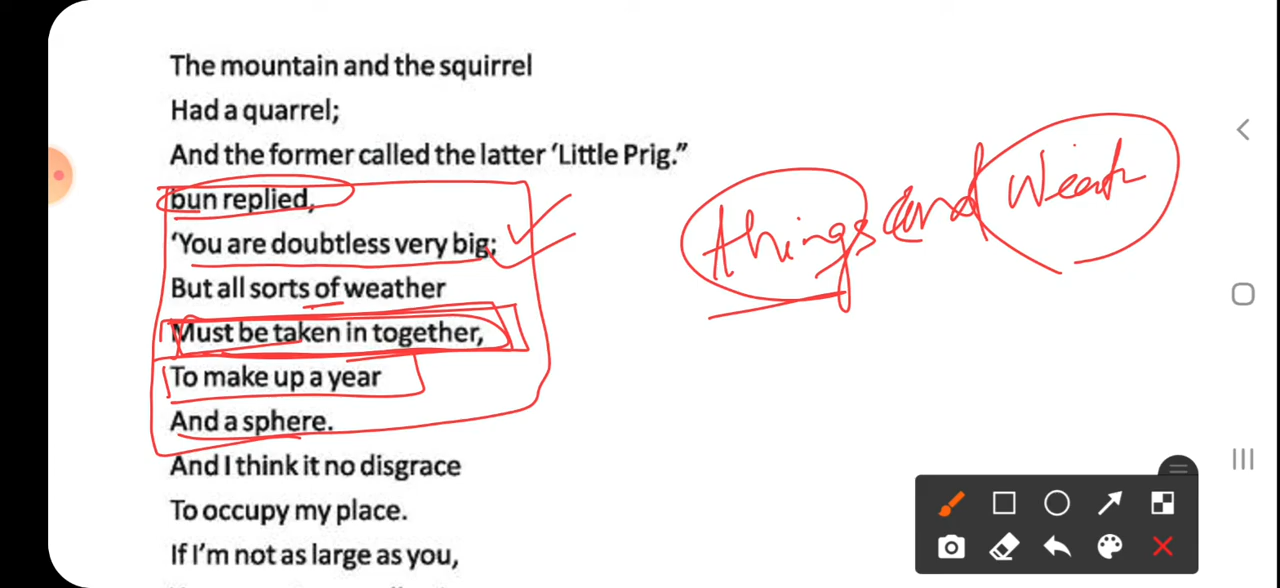 The mountain and the squirrel
Had a quarrel;
And the former called the latter ‘Little Prig.”
bun replied,
‘You are doubtless very big;
But all sorts of weather
Must be taken in together,
To make up a year
And a sphere.
And I think it no disgrace
To occupy my place.
If I’m not as large as you,
things and